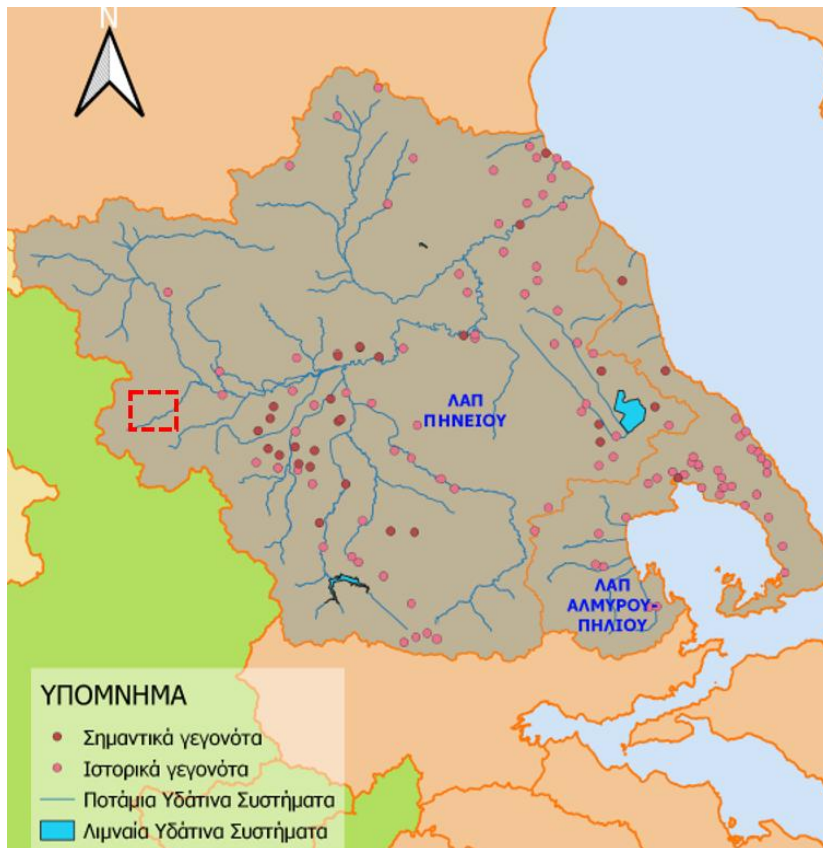 N
ΛΑΠ
ΠΗΝΕΙΟΥ
ΛΑΠ
ΑΛΜΥΡΟΥ-
ΠΗΛΙΟΥ
ΥΠΟΜΝΗΜΑ
Σημαντικά γεγονότα
Ιστορικά γεγονότα
Ποτάμια Υδάτινα Συστήματα
Λιμναία Υδάτινα Συστήματα